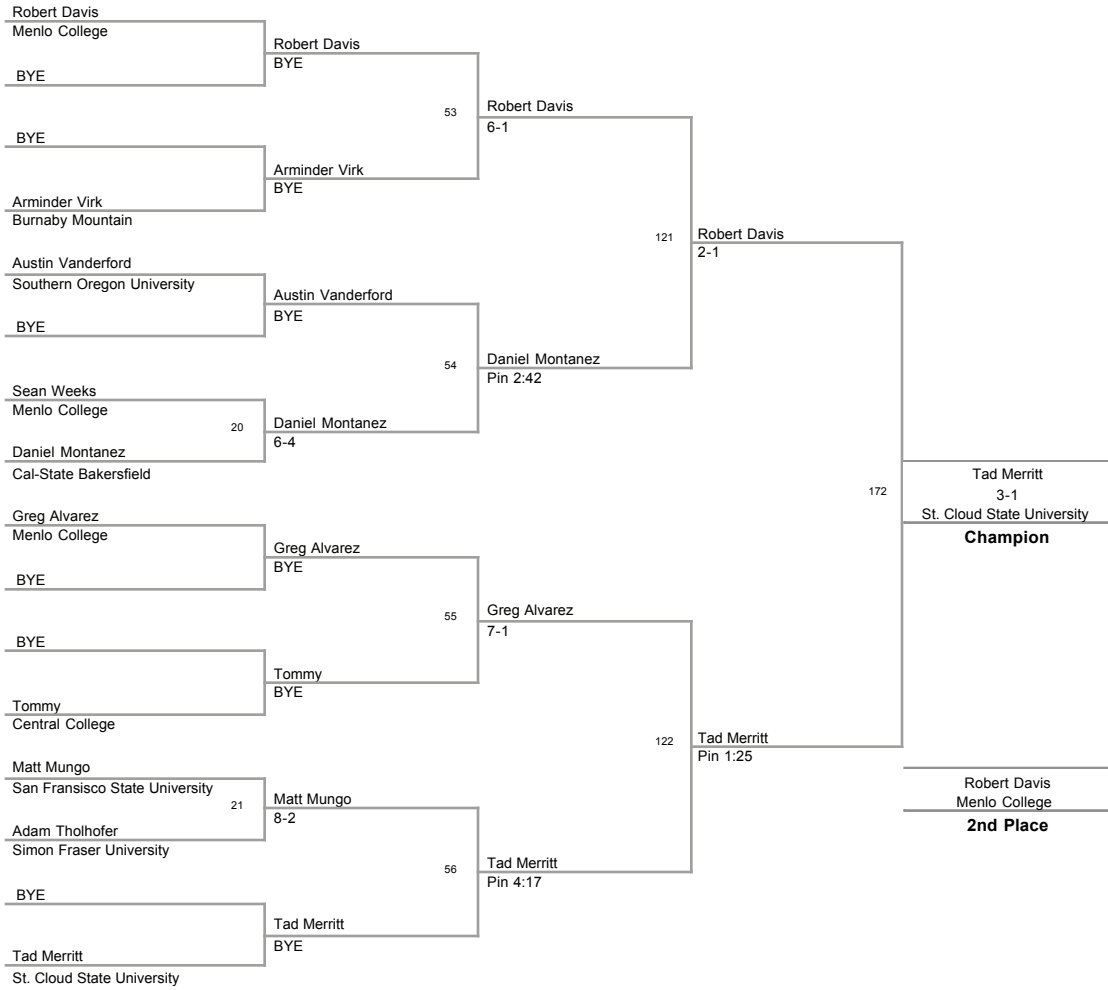 Robert Davis
Menlo College
BYE
BYE
Arminder Virk
Burnaby Mountain
Austin Vanderford
Southern Oregon University
BYE
Sean Weeks
Menlo College
20
Daniel Montanez
Cal-State Bakersfield
Greg Alvarez
Menlo College
BYE
BYE
Tommy
Central College
Matt Mungo
San Fransisco State University
21
Adam Tholhofer
Simon Fraser University
BYE
Tad Merritt
St. Cloud State University
Robert Davis
BYE
53
Arminder Virk
BYE
Austin Vanderford
BYE
54
Daniel Montanez
6-4
Greg Alvarez
BYE
55
Tommy
BYE
Matt Mungo
8-2
56
Tad Merritt
BYE
Robert Davis
6-1
121
Daniel Montanez
Pin 2:42
Greg Alvarez
7-1
122
Tad Merritt
Pin 4:17
Robert Davis
2-1
172
Tad Merritt
Pin 1:25
Tad Merritt
3-1
St. Cloud State University
Champion
Robert Davis
Menlo College
2nd Place